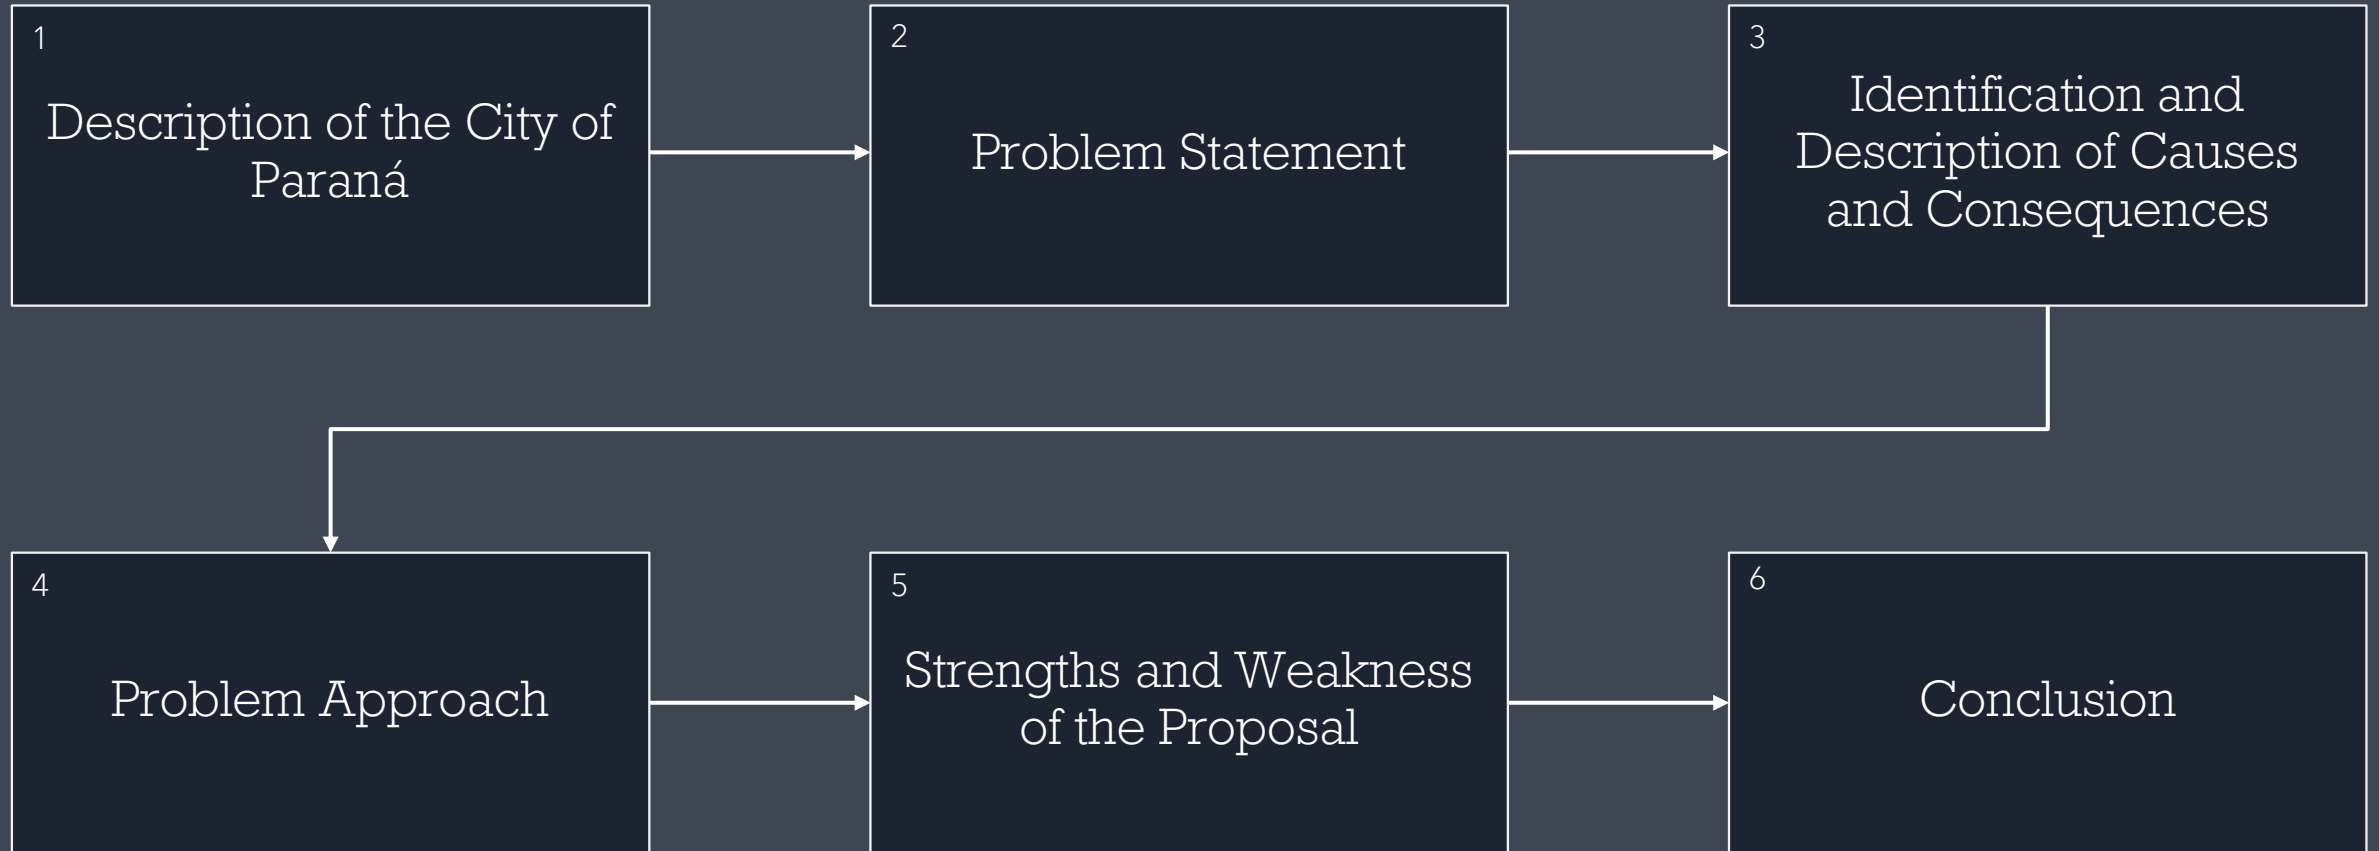 1
Description of the City of
Paraná
2
Problem Statement
3
Identification and
Description of Causes
and Consequences
4
Problem Approach
5
Strengths and Weakness
of the Proposal
6
Conclusion